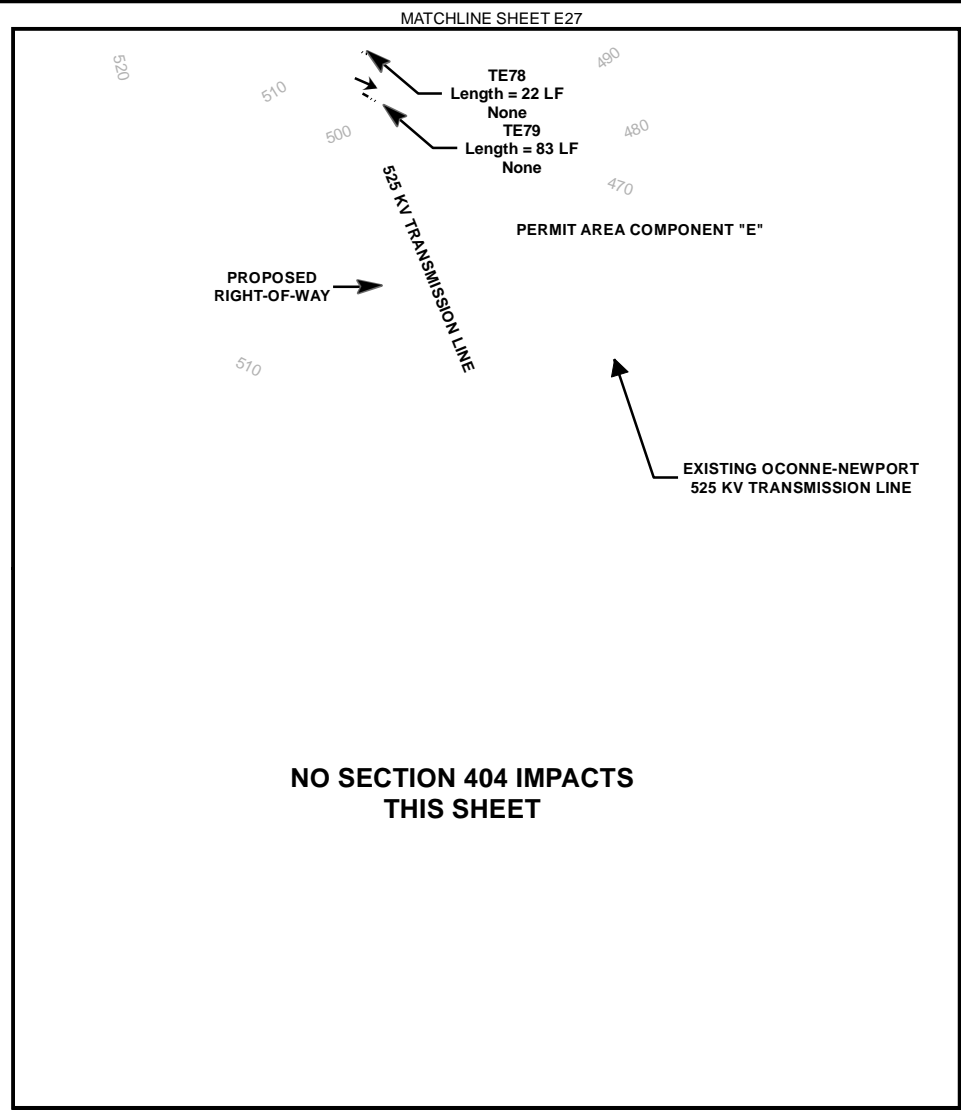 MATCHLINE SHEET E27
520
510
490
TE78
Length = 22 LF
None
500
480
TE79
Length = 83 LF
None
470
525 KV TRANSMISSION LINE
PERMIT AREA COMPONENT "E"
PROPOSED
RIGHT-OF-WAY
510
EXISTING OCONNE-NEWPORT
525 KV TRANSMISSION LINE
NO SECTION 404 IMPACTS
THIS SHEET